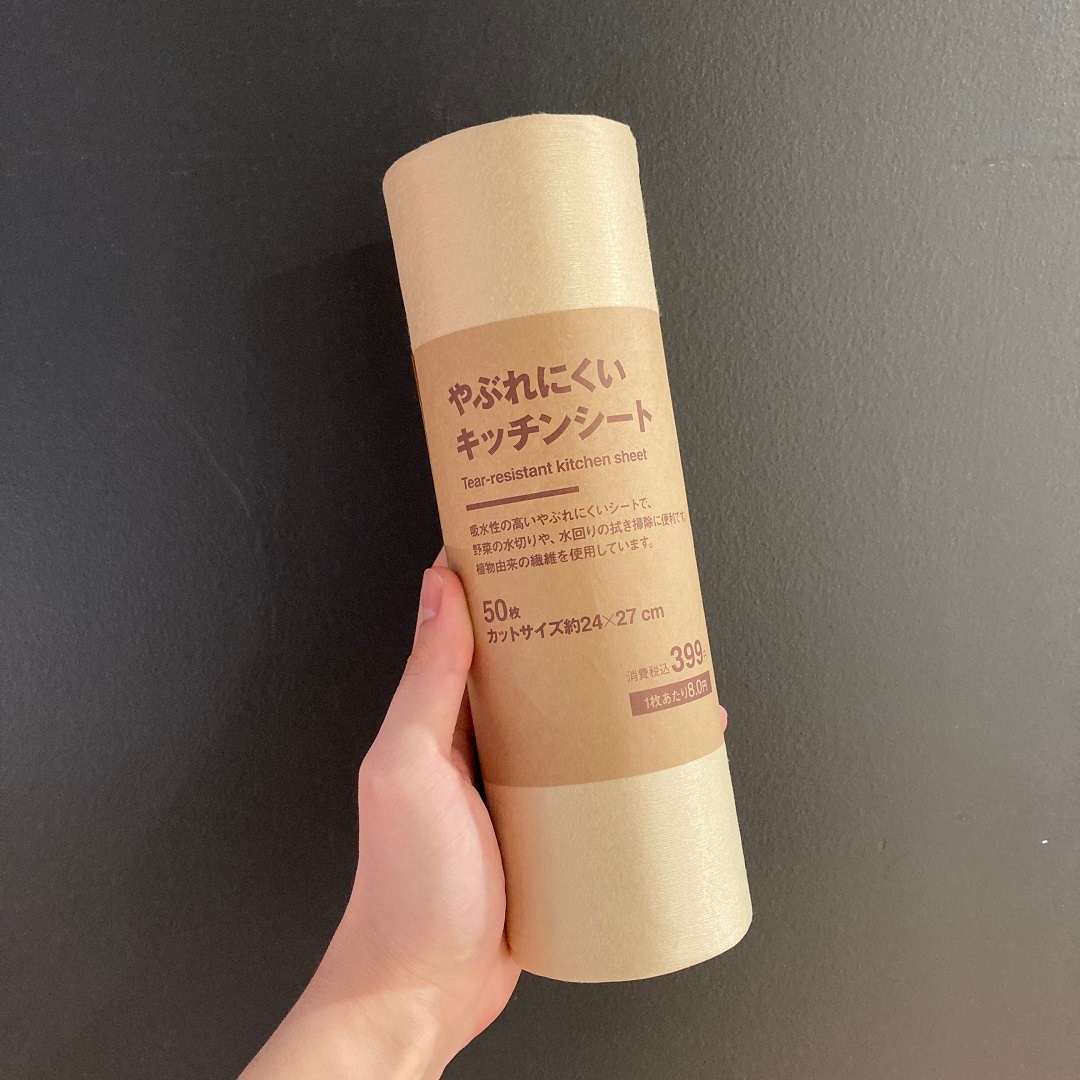 やぶれにくい
キッチンシート
Tear-resistant kitchen sheet
吸水性の高いやぶれにくいシートで、
野菜の水切りや、水回りの拭き掃除に便利です
植物由来の繊維を使用しています。
50枚
カットサイズ約24×27 cm
消費税込399円
1枚あたり8.0円